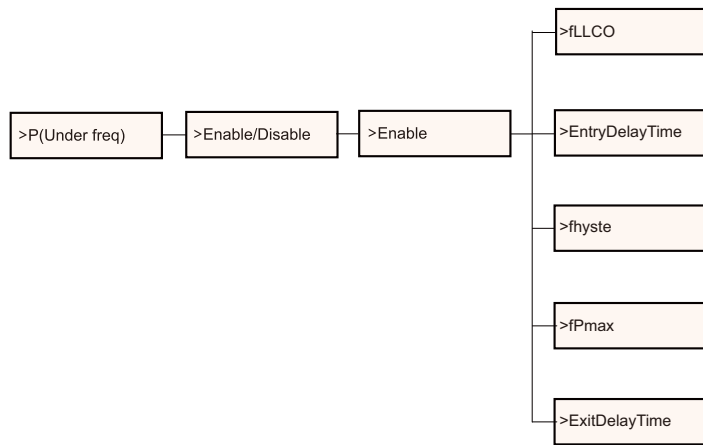 >fLLCO
>P(Under freq)
>Enable/Disable
>Enable
>EntryDelayTime
>fhyste
>fPmax
>ExitDelayTime